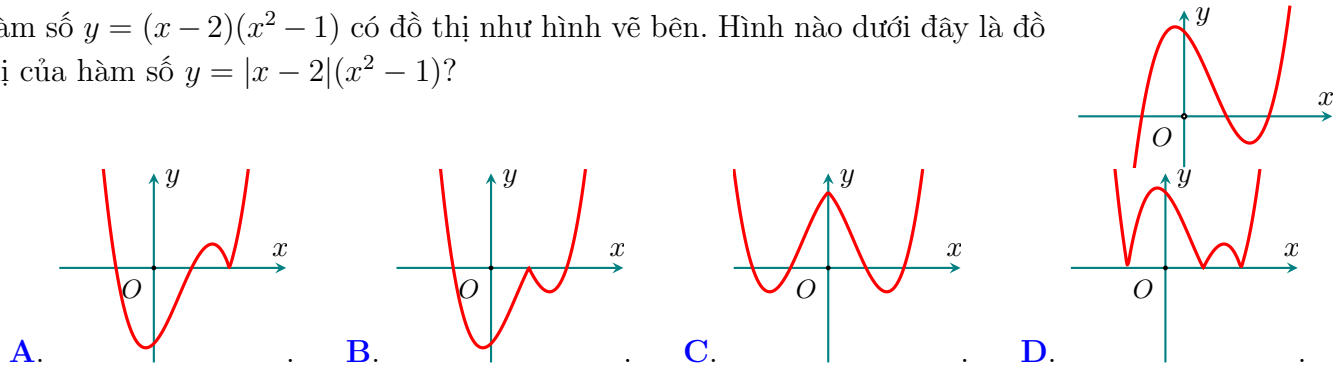 àm số y = (x − 2)(x² − 1) có đồ thị như hình vẽ bên. Hình nào dưới đây là đồ
ị của hàm số y = |x − 2|(x² − 1)?
y
x
O
y
x
O
y
x
O
y
x
O
y
x
O
A. . B. . C. . D. .